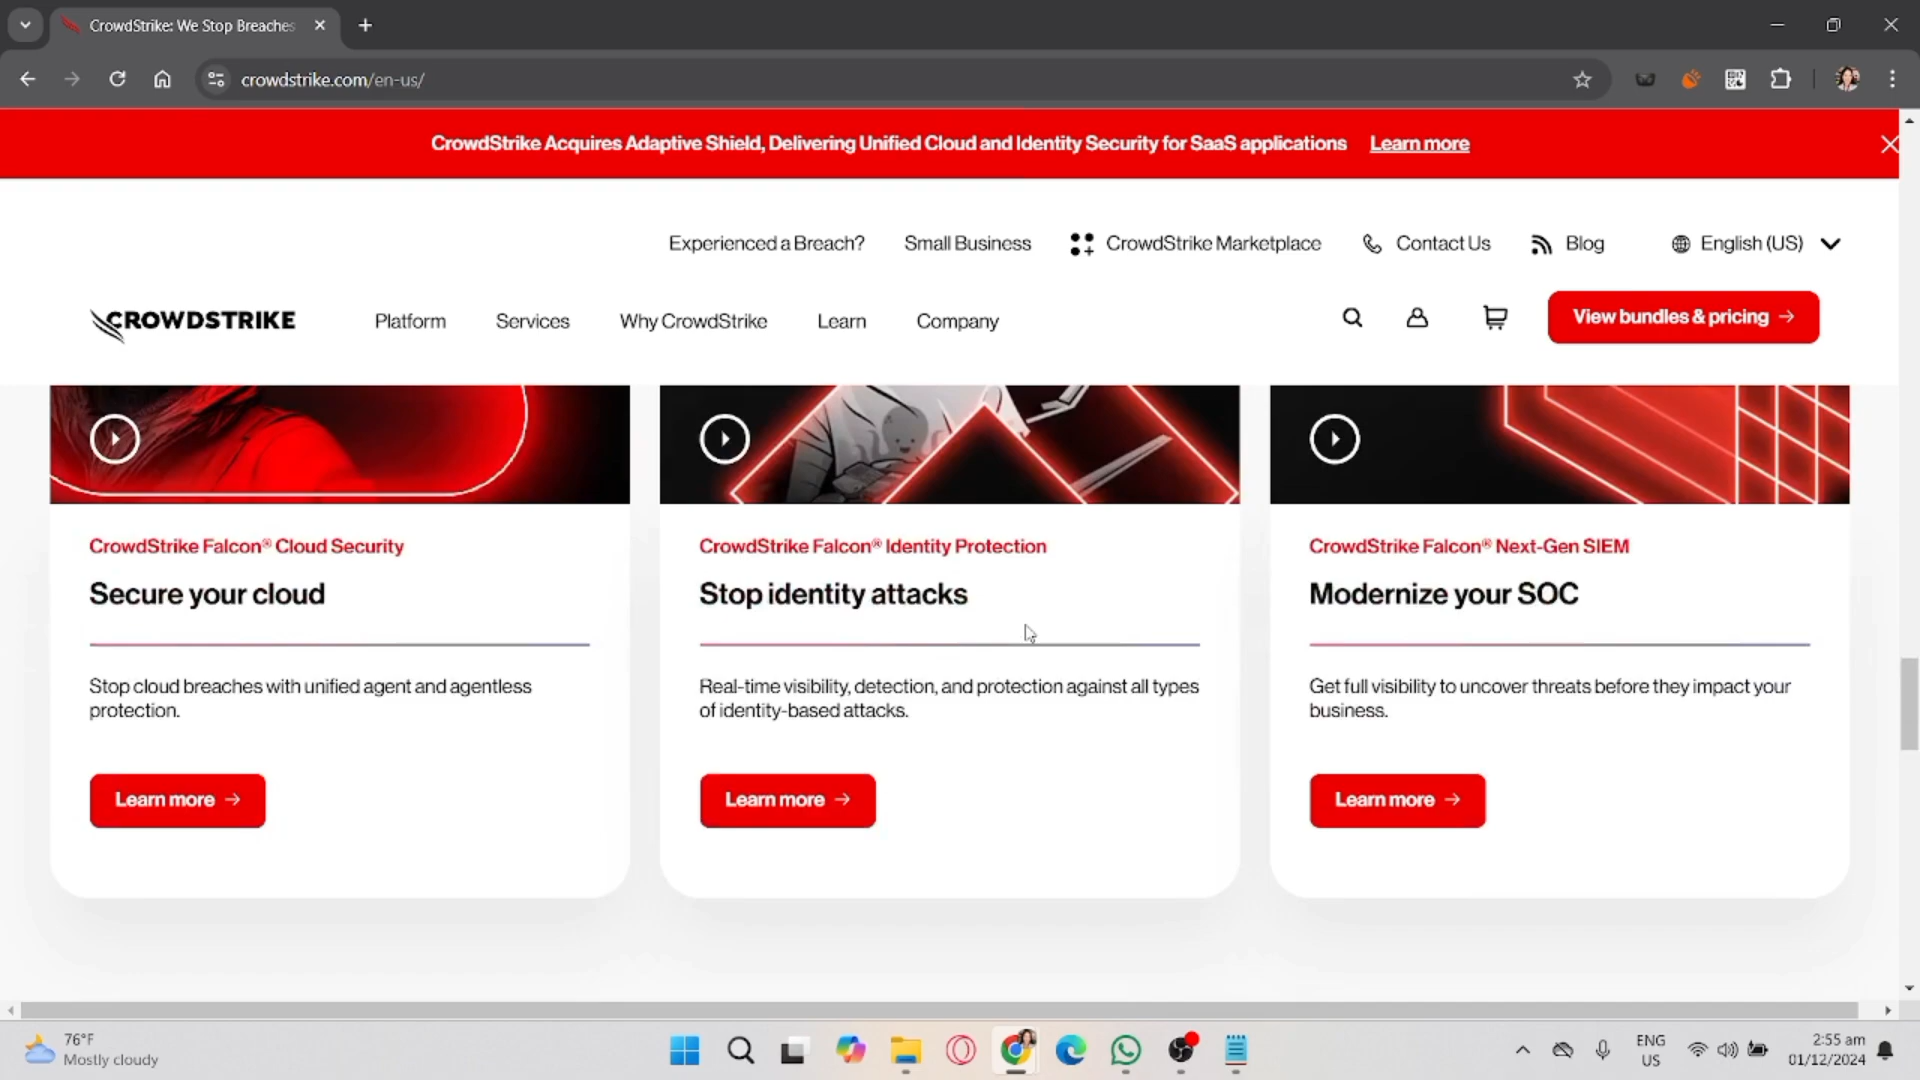 CrowdStrike: We Stop Breaches
crowdstrike.com/en-us/
CrowdStrike Acquires Adaptive Shield, Delivering Unified Cloud and Identity Security for SaaS applications Learn more
Experienced a Breach? Small Business CrowdStrike Marketplace Contact Us Blog English (US)
CROWDSTRIKE Platform Services Why CrowdStrike Learn Company View bundles & pricing →
CrowdStrike Falcon® Cloud Security
Secure your cloud
Stop cloud breaches with unified agent and agentless
protection.
Learn more →
CrowdStrike Falcon® Identity Protection
Stop identity attacks
Real-time visibility, detection, and protection against all types
of identity-based attacks.
Learn more →
CrowdStrike Falcon® Next-Gen SIEM
Modernize your SOC
Get full visibility to uncover threats before they impact your
business.
Learn more →
76°F
Mostly cloudy
ENG
US
2:55 am
01/12/2024